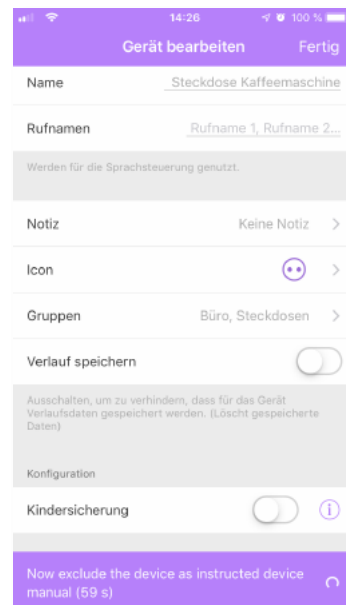 14:26
100 %
Gerät bearbeiten Fertig
Name Steckdose Kaffeemaschine
Rufnamen Rufname 1, Rufname 2...
Werden für die Sprachsteuerung genutzt.
Notiz Keine Notiz
Icon
Gruppen Büro, Steckdosen
Verlauf speichern
Ausschalten, um zu verhindern, dass für das Gerät
Verlaufsdaten gespeichert werden. (Löscht gespeicherte
Daten)
Konfiguration
Kindersicherung
Now exclude the device as instructed device
manual (59 s)